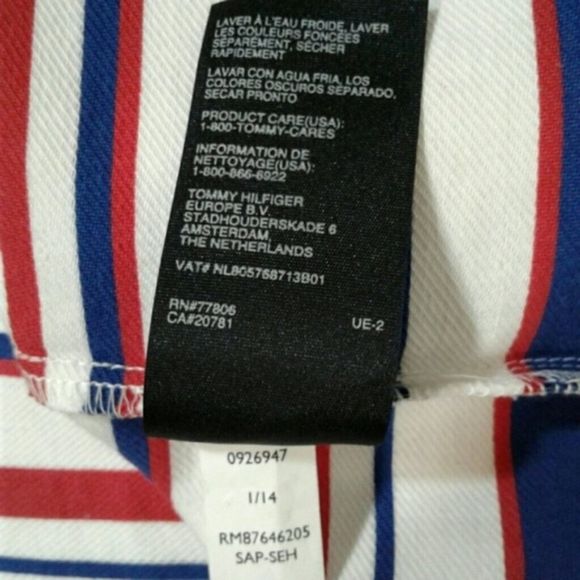 LAVER À L'EAU FROIDE, LAVER
LES COULEURS FONCÉES
SÉPARÉMENT, SÉCHER
RAPIDEMENT
LAVAR CON AGUA FRIA, LOS
COLORES OSCUROS SEPARADO,
SECAR PRONTO
PRODUCT CARE(USA):
1-800-TOMMY-CARES
INFORMATION DE
NETTOYAGE(USA):
1-800-866-6922
TOMMY HILFIGER
EUROPE B.V.
STADHOUDERSKADE 6
AMSTERDAM,
THE NETHERLANDS
VAT# NL805768713B01
RN#77806
CA#20781 UE-2
0926947
1/14
RM87646205
SAP-SEH